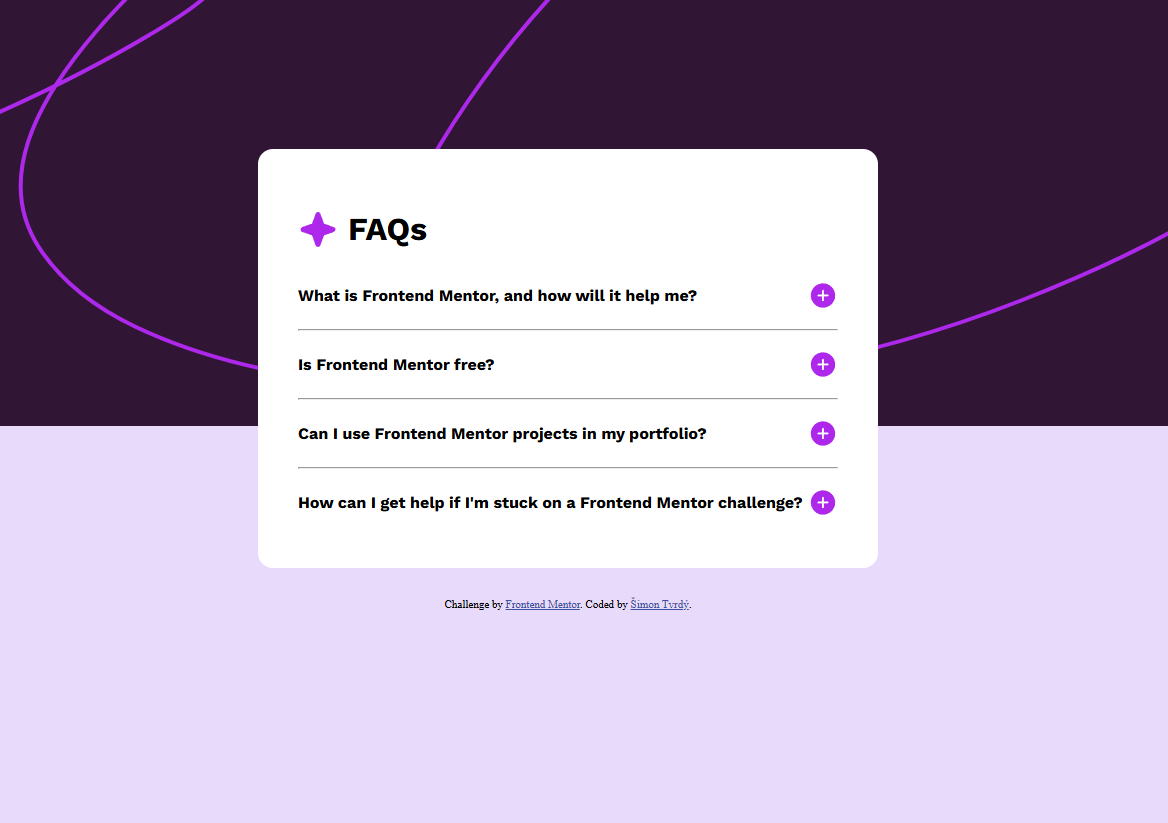 FAQs
What is Frontend Mentor, and how will it help me?
Is Frontend Mentor free?
Can I use Frontend Mentor projects in my portfolio?
How can I get help if I'm stuck on a Frontend Mentor challenge?
Challenge by Frontend Mentor. Coded by Šimon Tvrdý.